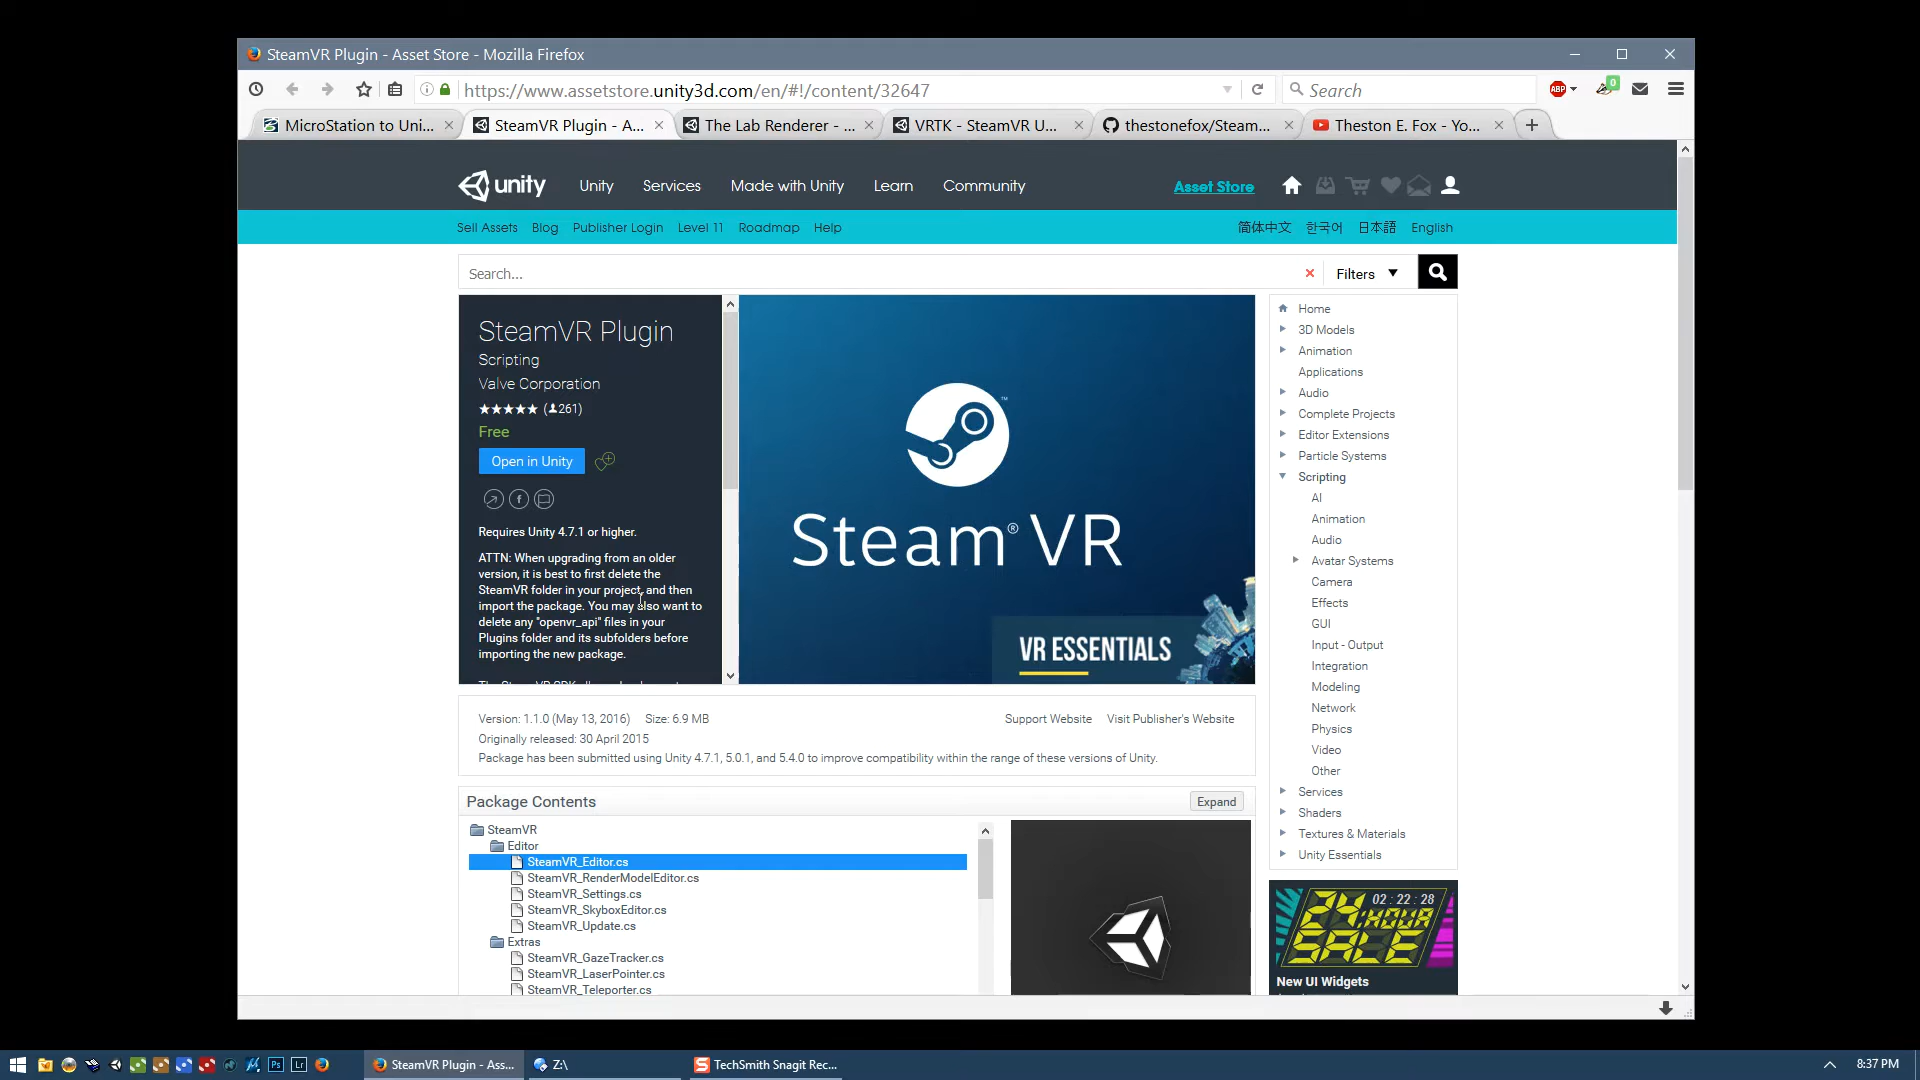 SteamVR Plugin - Asset Store - Mozilla Firefox
https://www.assetstore.unity3d.com/en/#!/content/32647
Search
ABP
0
MicroStation to Uni...
SteamVR Plugin - A...
The Lab Renderer - ...
VRTK - SteamVR U...
thestonefox/Steam...
Theston E. Fox - Yo...
unity
Unity
Services
Made with Unity
Learn
Community
Asset Store
Sell Assets
Blog
Publisher Login
Level 11
Roadmap
Help
简体中文
한국어
日本語
English
Search...
Filters
SteamVR Plugin
Scripting
Valve Corporation
★★★★★ (261)
Free
Open in Unity
Requires Unity 4.7.1 or higher.
ATTN: When upgrading from an older
version, it is best to first delete the
SteamVR folder in your project, and then
import the package. You may also want to
delete any "openvr_api" files in your
Plugins folder and its subfolders before
importing the new package.
Steam® VR
™
VR ESSENTIALS
Home
3D Models
Animation
Applications
Audio
Complete Projects
Editor Extensions
Particle Systems
Scripting
AI
Animation
Audio
Avatar Systems
Camera
Effects
GUI
Input - Output
Integration
Modeling
Network
Physics
Video
Other
Services
Shaders
Textures & Materials
Unity Essentials
Version: 1.1.0 (May 13, 2016) Size: 6.9 MB
Support Website
Visit Publisher's Website
Originally released: 30 April 2015
Package has been submitted using Unity 4.7.1, 5.0.1, and 5.4.0 to improve compatibility within the range of these versions of Unity.
Package Contents
Expand
SteamVR
Editor
SteamVR_Editor.cs
SteamVR_RenderModelEditor.cs
SteamVR_Settings.cs
SteamVR_SkyboxEditor.cs
SteamVR_Update.cs
Extras
SteamVR_GazeTracker.cs
SteamVR_LaserPointer.cs
SteamVR_Teleporter.cs
02 : 22 : 28
24 HOUR
SALE
New UI Widgets
Ps
Lr
SteamVR Plugin - Ass...
Z:\
TechSmith Snagit Rec...
8:37 PM